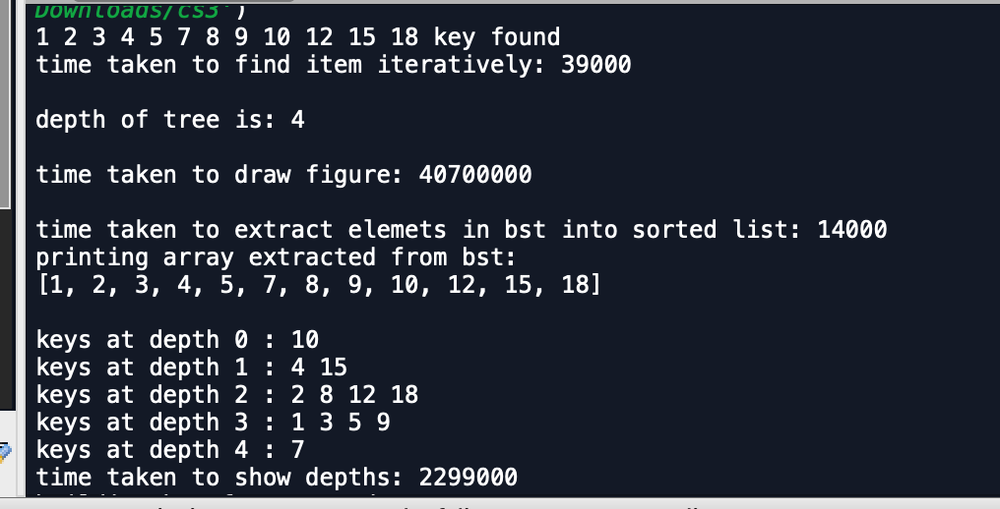 Downloads/cs3')
1 2 3 4 5 7 8 9 10 12 15 18 key found
time taken to find item iteratively: 39000
depth of tree is: 4
time taken to draw figure: 40700000
time taken to extract elemets in bst into sorted list: 14000
printing array extracted from bst:
[1, 2, 3, 4, 5, 7, 8, 9, 10, 12, 15, 18]
keys at depth 0 : 10
keys at depth 1 : 4 15
keys at depth 2 : 2 8 12 18
keys at depth 3 : 1 3 5 9
keys at depth 4 : 7
time taken to show depths: 2299000